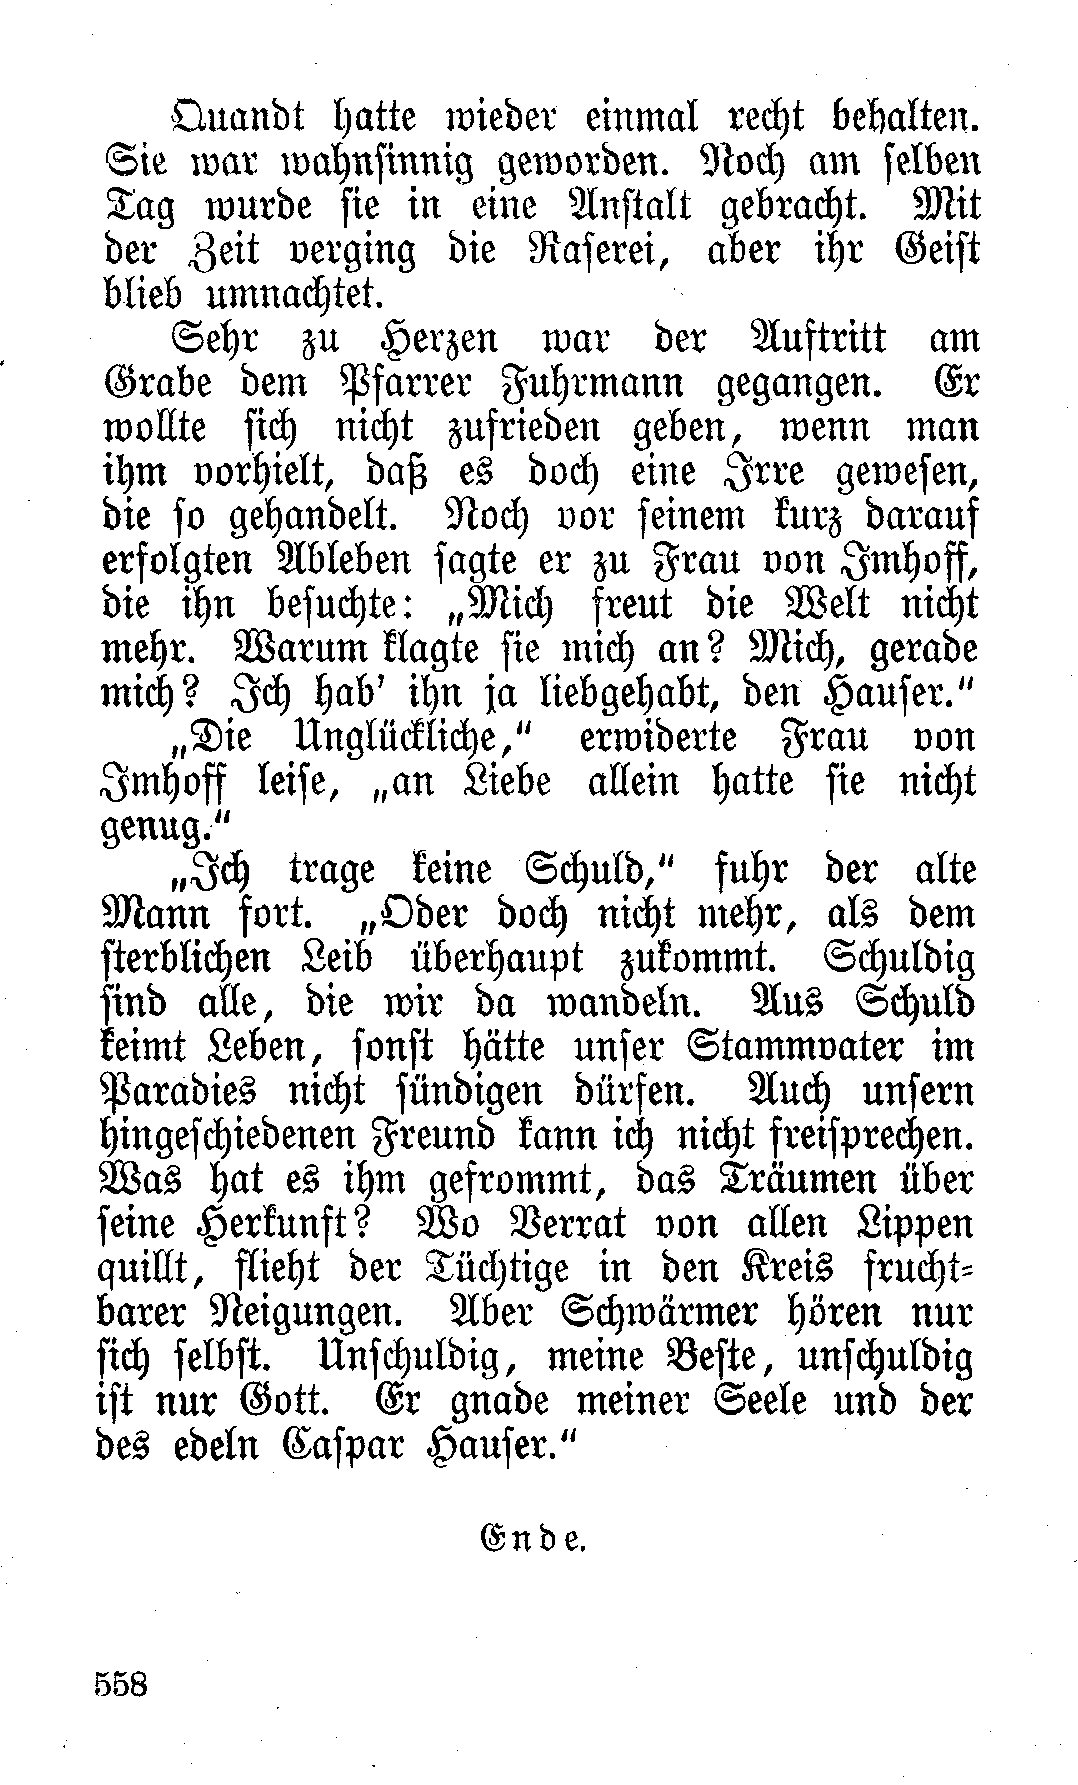 Quandt hatte wieder einmal recht behalten.
Sie war wahnsinnig geworden. Noch am selben
Tag wurde sie in eine Anstalt gebracht. Mit
der Zeit verging die Raserei, aber ihr Geist
blieb umnachtet.
Sehr zu Herzen war der Auftritt am
Grabe dem Pfarrer Fuhrmann gegangen. Er
wollte sich nicht zufrieden geben, wenn man
ihm vorhielt, daß es doch eine Irre gewesen,
die so gehandelt. Noch vor seinem kurz darauf
erfolgten Ableben sagte er zu Frau von Imhoff,
die ihn besuchte: „Mich freut die Welt nicht
mehr. Warum klagte sie mich an? Mich, gerade
mich? Ich hab' ihn ja liebgehabt, den Hauser.“
„Die Unglückliche,“ erwiderte Frau von
Imhoff leise, „an Liebe allein hatte sie nicht
genug.“
„Ich trage keine Schuld,“ fuhr der alte
Mann fort. „Oder doch nicht mehr, als dem
sterblichen Leib überhaupt zukommt. Schuldig
sind alle, die wir da wandeln. Aus Schuld
keimt Leben, sonst hätte unser Stammvater im
Paradies nicht sündigen dürfen. Auch unsern
hingeschiedenen Freund kann ich nicht freisprechen.
Was hat es ihm gefrommt, das Träumen über
seine Herkunft? Wo Verrat von allen Lippen
quillt, flieht der Tüchtige in den Kreis frucht-
barer Neigungen. Aber Schwärmer hören nur
sich selbst. Unschuldig, meine Beste, unschuldig
ist nur Gott. Er gnade meiner Seele und der
des edeln Caspar Hauser.“
Ende.
558